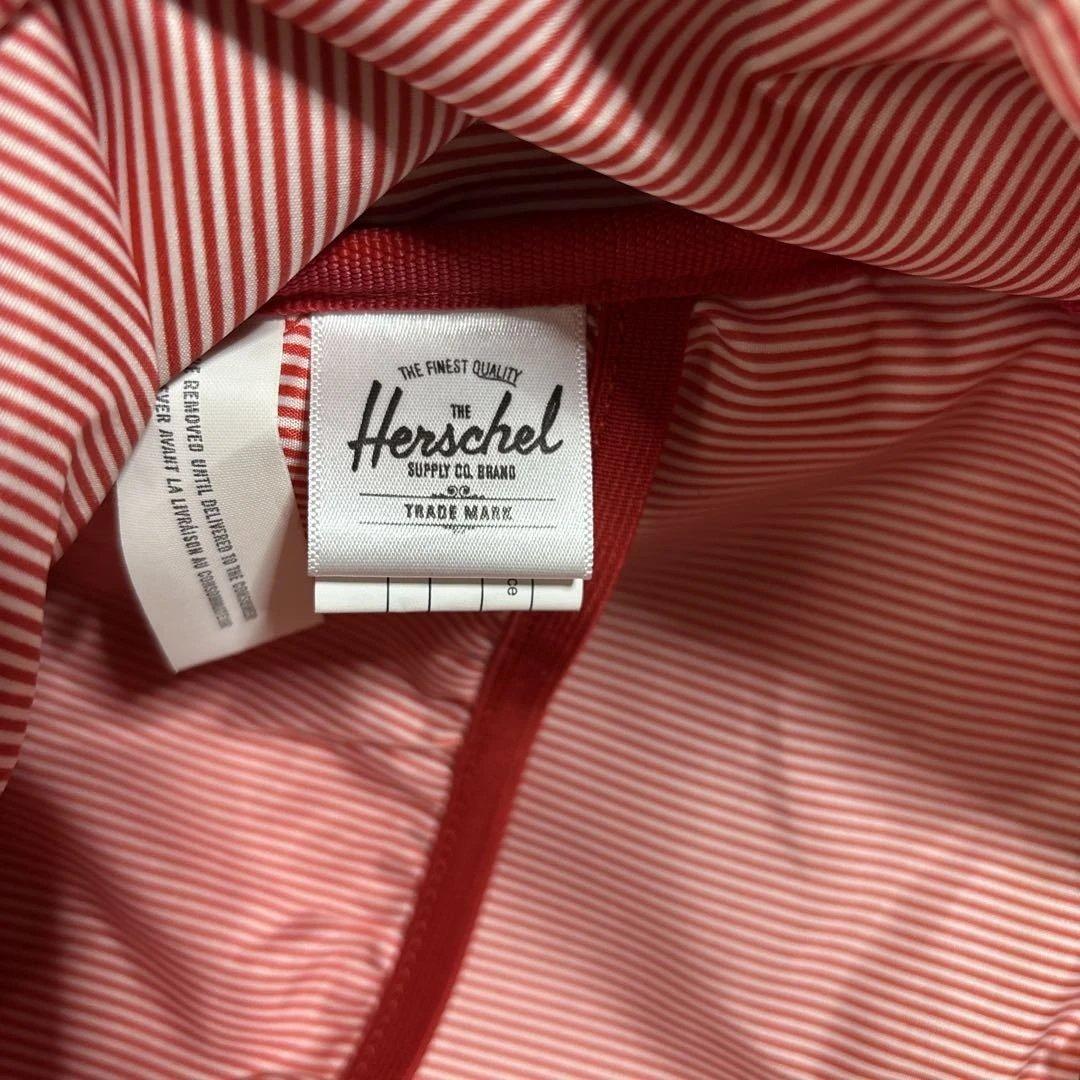 THE FINEST QUALITY
THE
Herschel
SUPPLY CO. BRAND
TRADE MARK
REMOVED UNTIL DELIVERED TO THE CONSUMER
AVANT LA LIVRAISON AU CONSOMMATEUR